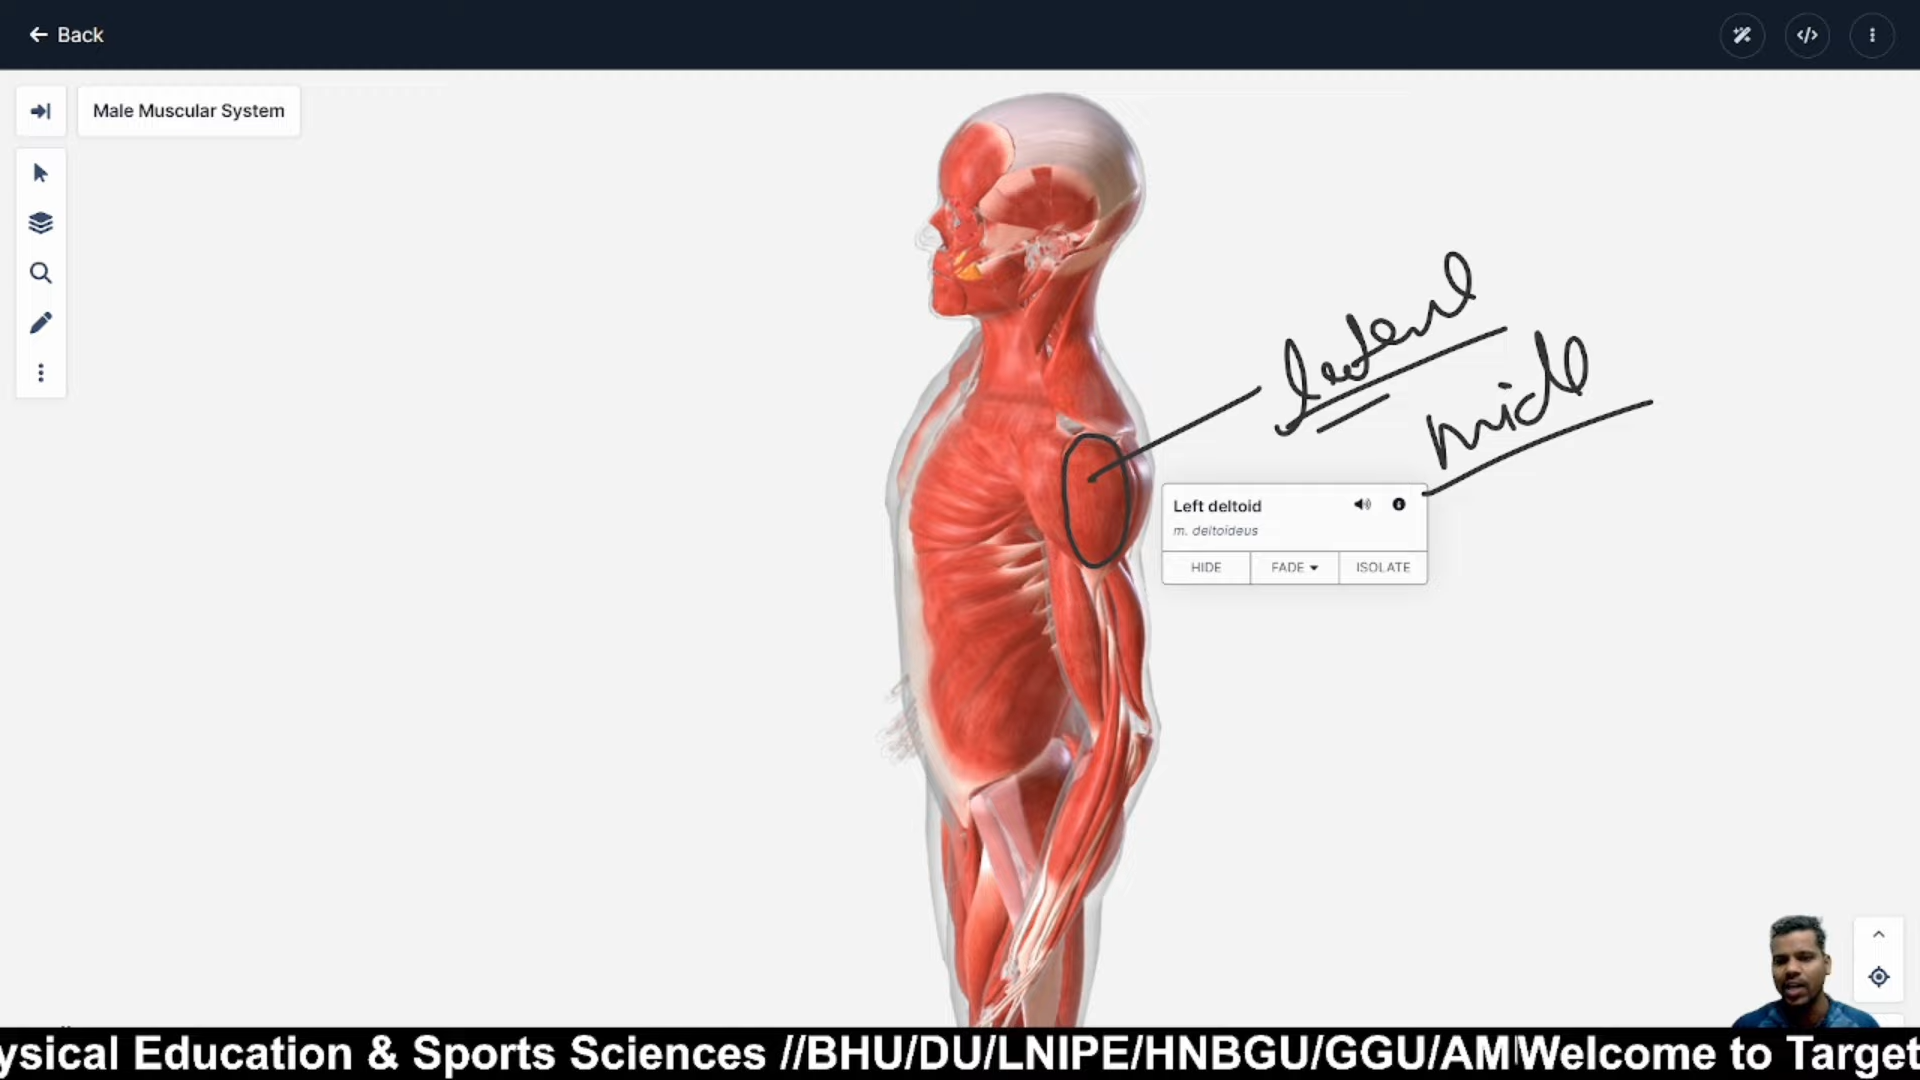 Back
Male Muscular System
lateral
mid
Left deltoid
m. deltoideus
HIDE FADE ISOLATE
ysical Education & Sports Sciences //BHU/DU/LNIPE/HNBGU/GGU/AM Welcome to Target